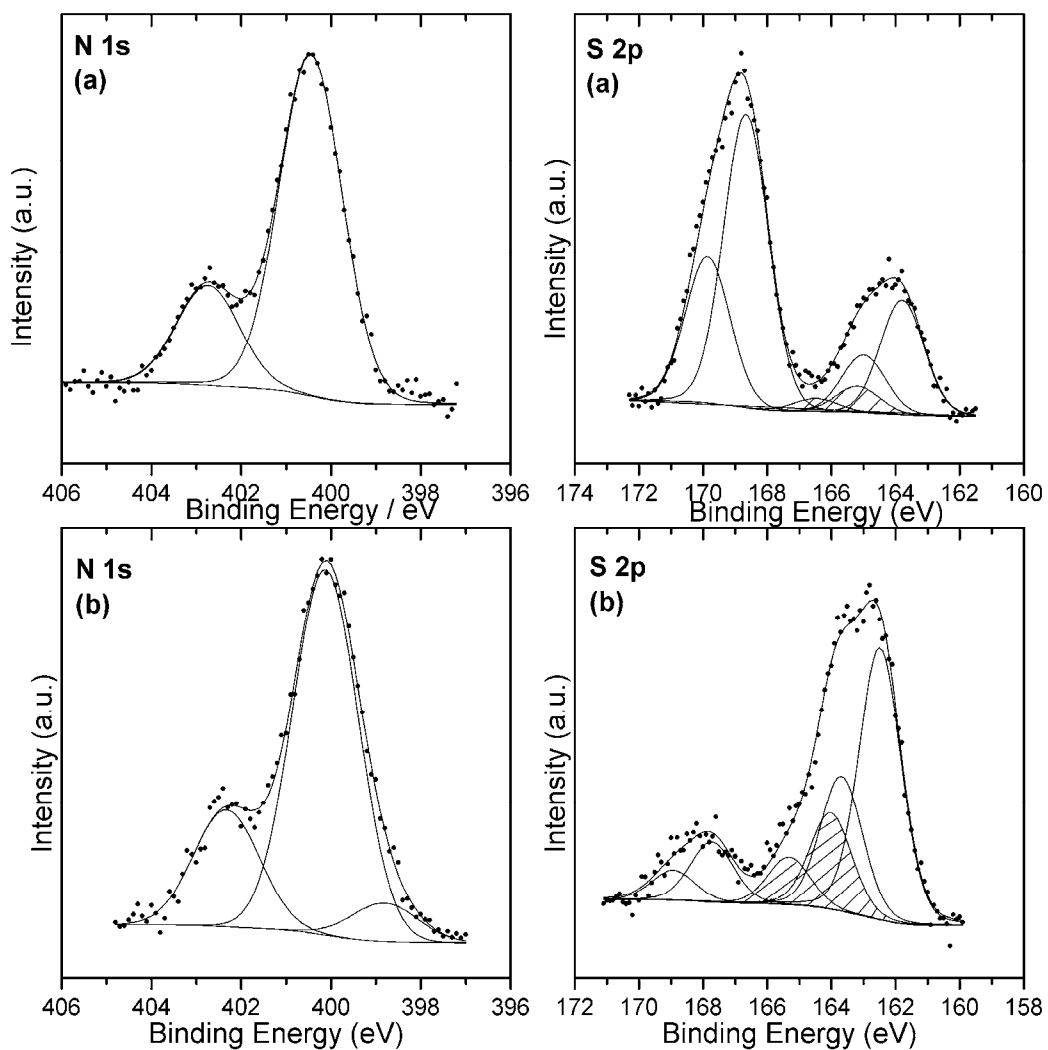 N 1s
(a)
Intensity (a.u.)
406 404 402 400 398 396
Binding Energy / eV
S 2p
(a)
Intensity (a.u.)
174 172 170 168 166 164 162 160
Binding Energy (eV)
N 1s
(b)
Intensity (a.u.)
406 404 402 400 398 396
Binding Energy (eV)
S 2p
(b)
Intensity (a.u.)
172 170 168 166 164 162 160 158
Binding Energy (eV)